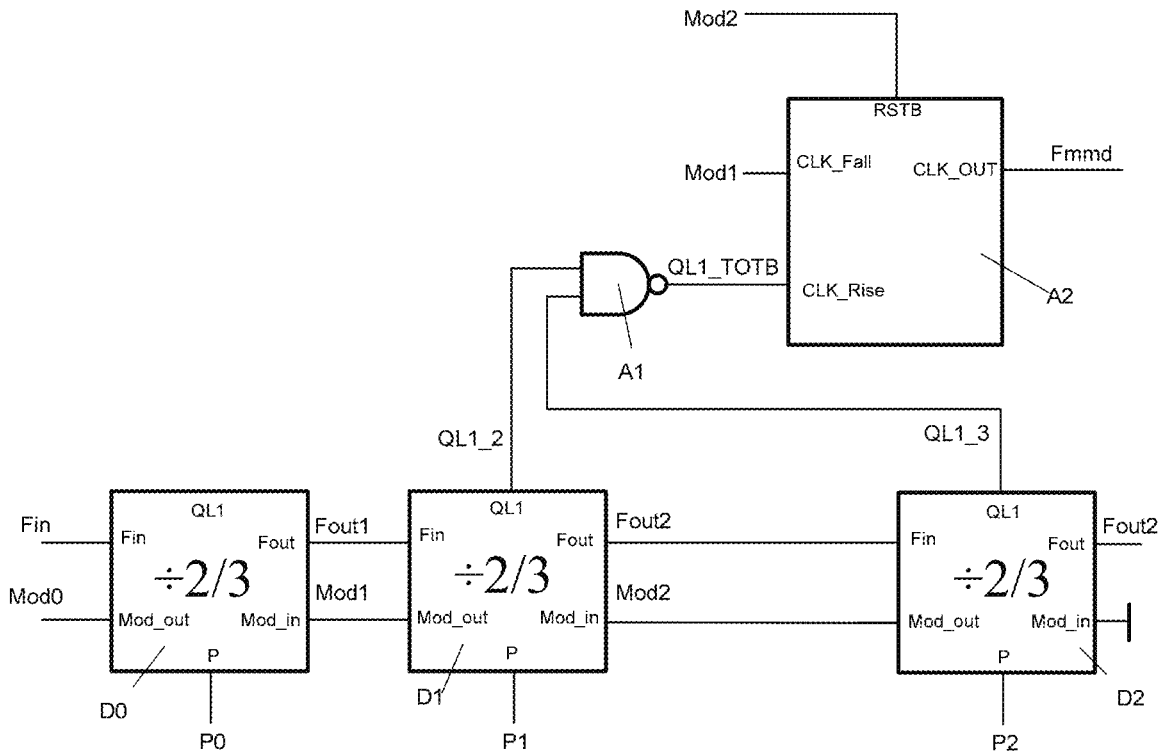 Mod2
RSTB
Mod1
CLK_Fall
CLK_OUT
Fmmd
QL1_TOTB
CLK_Rise
A2
A1
QL1_2
QL1_3
QL1
QL1
QL1
Fin
Fin
Fout
Fout1
Fin
Fout
Fout2
Fin
Fout
Fout2
÷2/3
÷2/3
÷2/3
Mod0
Mod_out
Mod_in
Mod1
Mod_out
Mod_in
Mod2
Mod_out
Mod_in
P
P
P
D0
D1
D2
P0
P1
P2